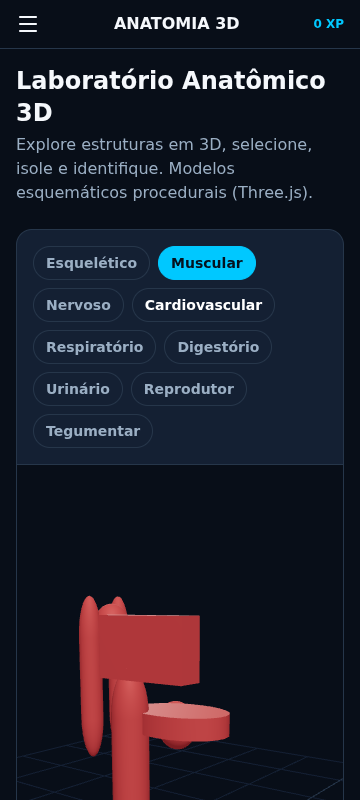 ANATOMIA 3D
0 XP
Laboratório Anatômico
3D
Explore estruturas em 3D, selecione,
isole e identifique. Modelos
esquemáticos procedurais (Three.js).
Esquelético
Muscular
Nervoso
Cardiovascular
Respiratório
Digestório
Urinário
Reprodutor
Tegumentar